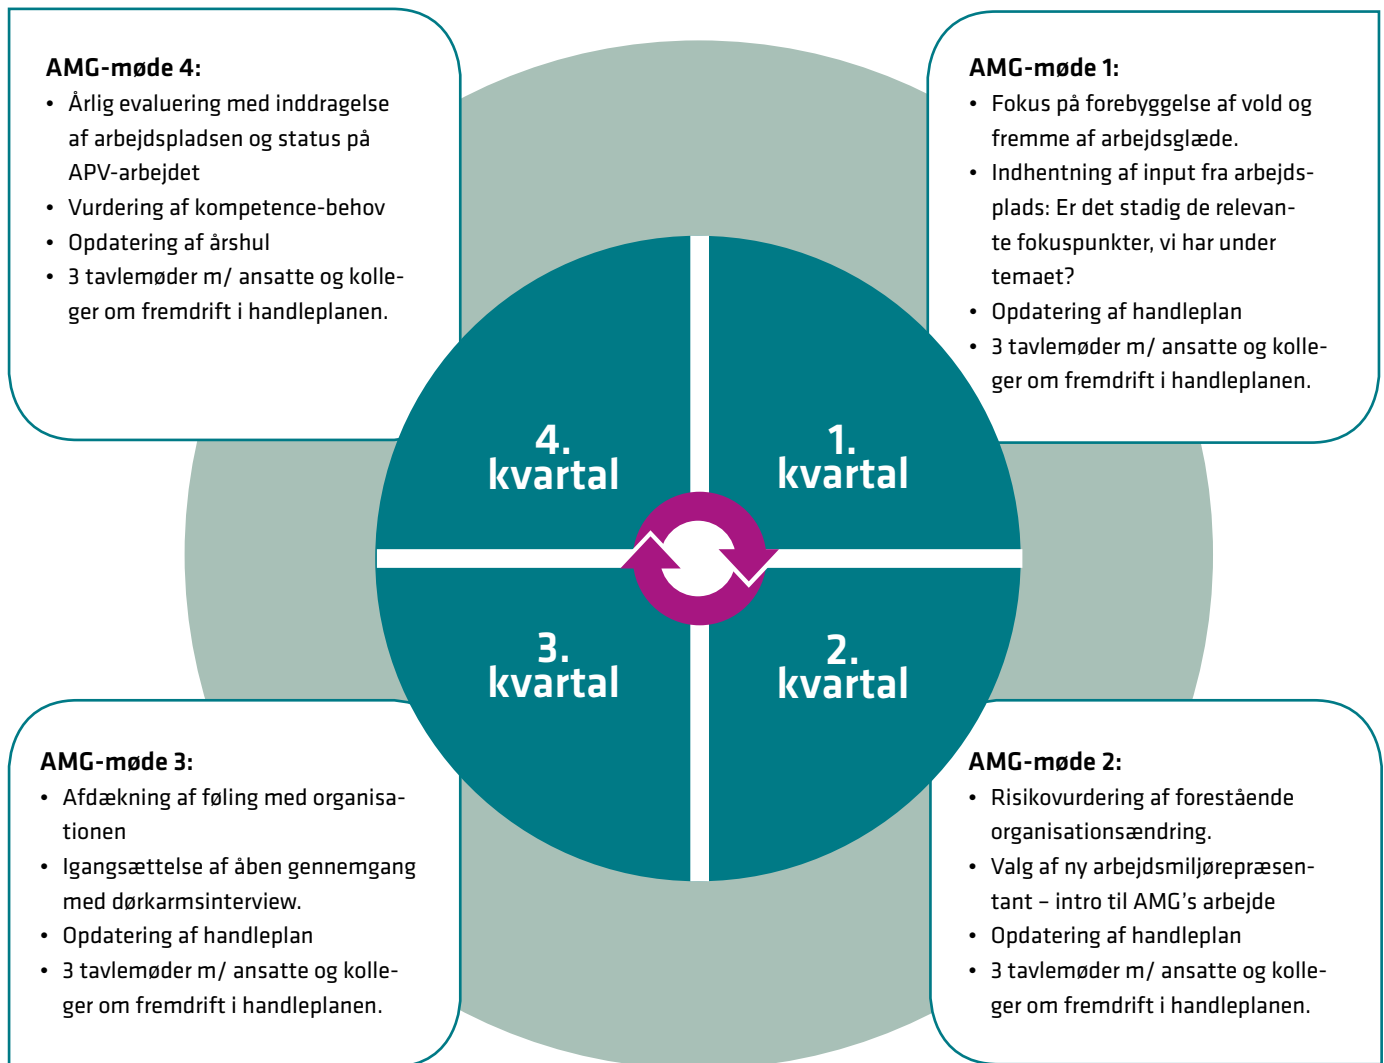 AMG-møde 4:
• Årlig evaluering med inddragelse
af arbejdspladsen og status på
APV-arbejdet
• Vurdering af kompetence-behov
• Opdatering af årshul
• 3 tavlemøder m/ ansatte og kolle-
ger om fremdrift i handleplanen.
AMG-møde 1:
• Fokus på forebyggelse af vold og
fremme af arbejdsglæde.
• Indhentning af input fra arbejds-
plads: Er det stadig de relevan-
te fokuspunkter, vi har under
temaet?
• Opdatering af handleplan
• 3 tavlemøder m/ ansatte og kolle-
ger om fremdrift i handleplanen.
4.
kvartal
1.
kvartal
3.
kvartal
2.
kvartal
AMG-møde 3:
• Afdækning af føling med organisa-
tionen
• Igangsættelse af åben gennemgang
med dørkarmsinterview.
• Opdatering af handleplan
• 3 tavlemøder m/ ansatte og kolle-
ger om fremdrift i handleplanen.
AMG-møde 2:
• Risikovurdering af forestående
organisationsændring.
• Valg af ny arbejdsmiljørepræsen-
tant – intro til AMG’s arbejde
• Opdatering af handleplan
• 3 tavlemøder m/ ansatte og kolle-
ger om fremdrift i handleplanen.